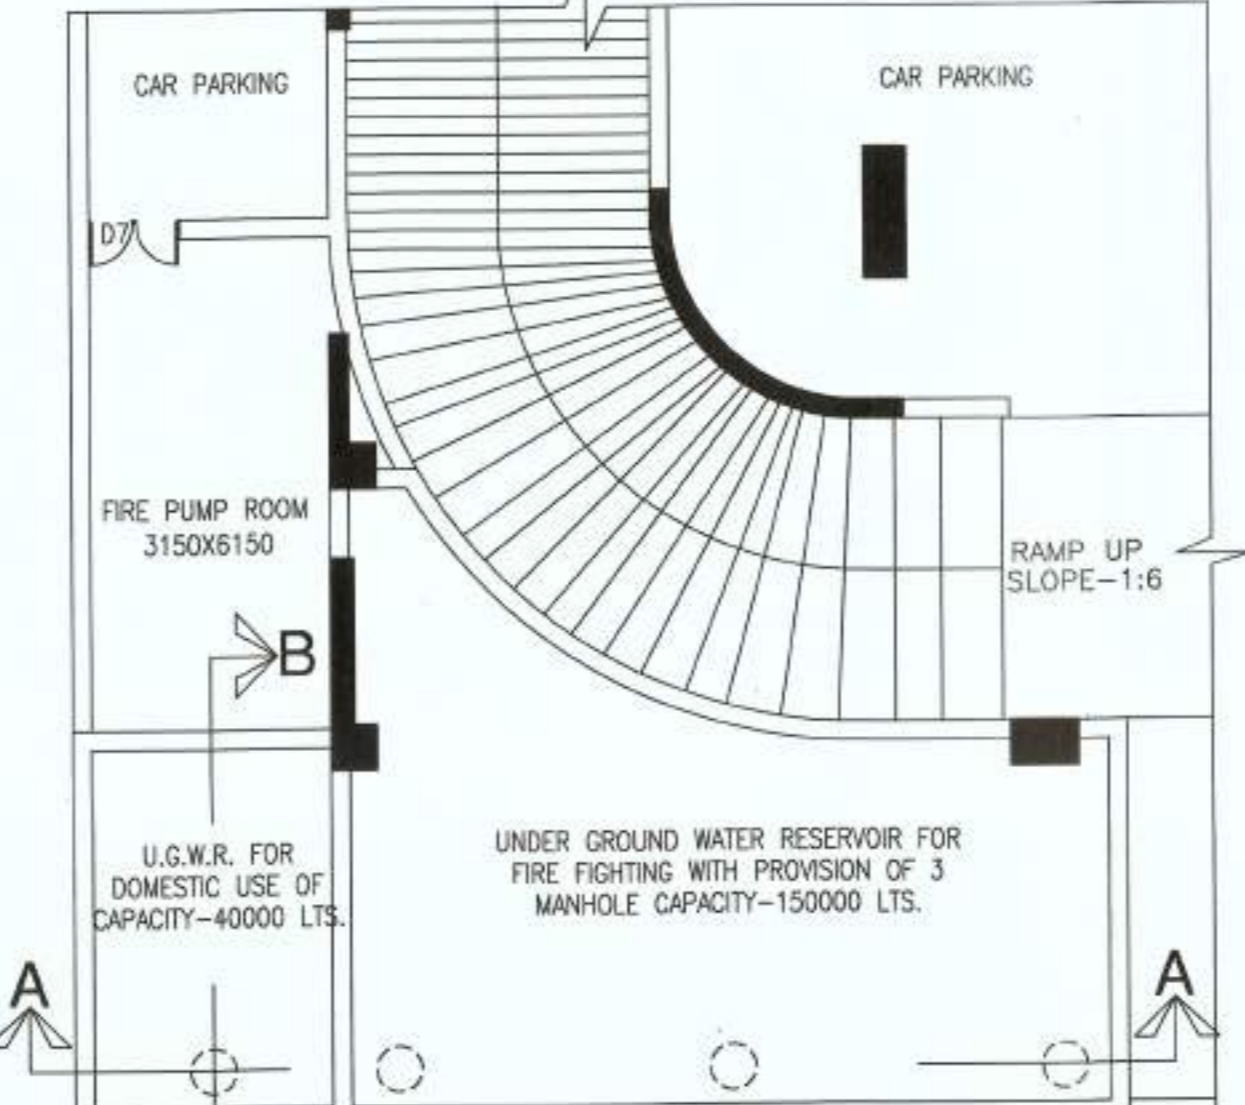 CAR PARKING
CAR PARKING
D7
FIRE PUMP ROOM
3150X6150
RAMP UP
SLOPE-1:6
B
U.G.W.R. FOR
DOMESTIC USE OF
CAPACITY-40000 LTS.
UNDER GROUND WATER RESERVOIR FOR
FIRE FIGHTING WITH PROVISION OF 3
MANHOLE CAPACITY-150000 LTS.
A
A